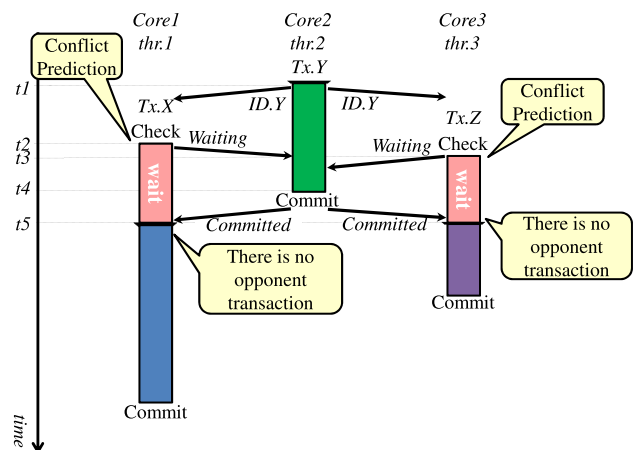 Core1
thr.1
Core2
thr.2
Core3
thr.3
Conflict
Prediction
Tx.Y
t1
ID.Y
ID.Y
Conflict
Prediction
Tx.X
Tx.Z
Check
Waiting
Waiting
Check
t2
t3
wait
wait
t4
Commit
t5
Committed
Committed
There is no
opponent
transaction
There is no
opponent
transaction
Commit
Commit
time